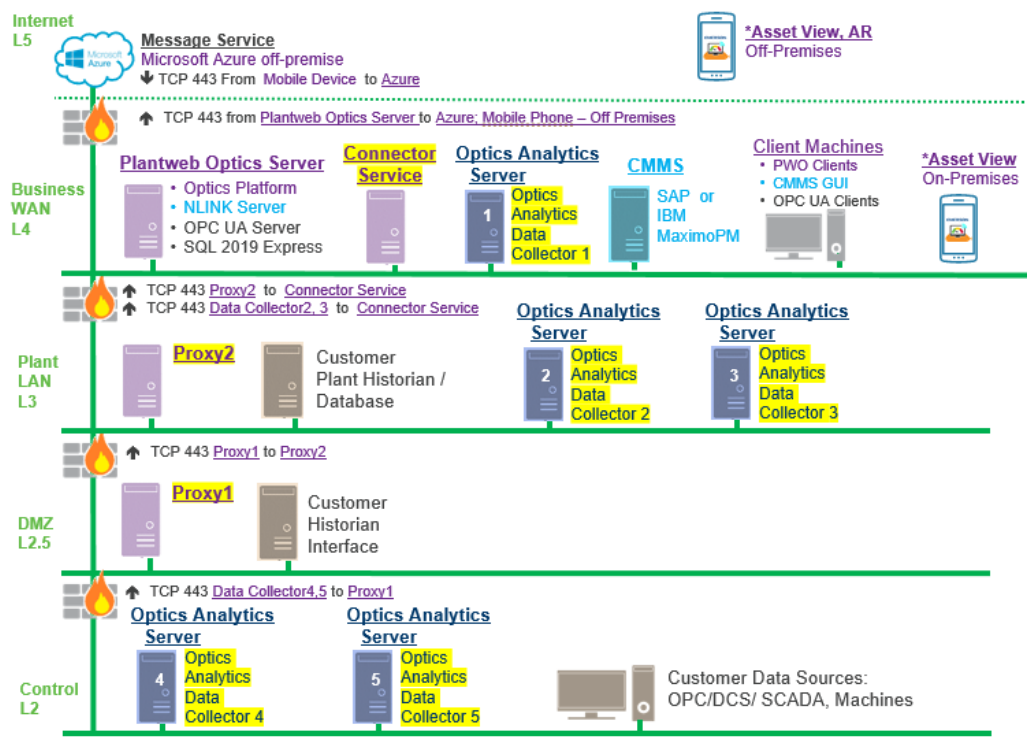 Internet
L5
Microsoft
Azure
Message Service
Microsoft Azure off-premise
TCP 443 From Mobile Device to Azure
*Asset View, AR
Off-Premises
TCP 443 from Plantweb Optics Server to Azure; Mobile Phone – Off Premises
Business
WAN
L4
Plantweb Optics Server
• Optics Platform
• NLINK Server
• OPC UA Server
• SQL 2019 Express
Connector
Service
Optics Analytics
Server
1
Optics
Analytics
Data
Collector 1
CMMS
SAP or
IBM
MaximoPM
Client Machines
• PWO Clients
• CMMS GUI
• OPC UA Clients
*Asset View
On-Premises
TCP 443 Proxy2 to Connector Service
TCP 443 Data Collector2, 3 to Connector Service
Plant
LAN
L3
Proxy2
Customer
Plant Historian /
Database
Optics Analytics
Server
2
Optics
Analytics
Data
Collector 2
Optics Analytics
Server
3
Optics
Analytics
Data
Collector 3
TCP 443 Proxy1 to Proxy2
DMZ
L2.5
Proxy1
Customer
Historian
Interface
TCP 443 Data Collector4,5 to Proxy1
Control
L2
Optics Analytics
Server
4
Optics
Analytics
Data
Collector 4
Optics Analytics
Server
5
Optics
Analytics
Data
Collector 5
Customer Data Sources:
OPC/DCS/ SCADA, Machines